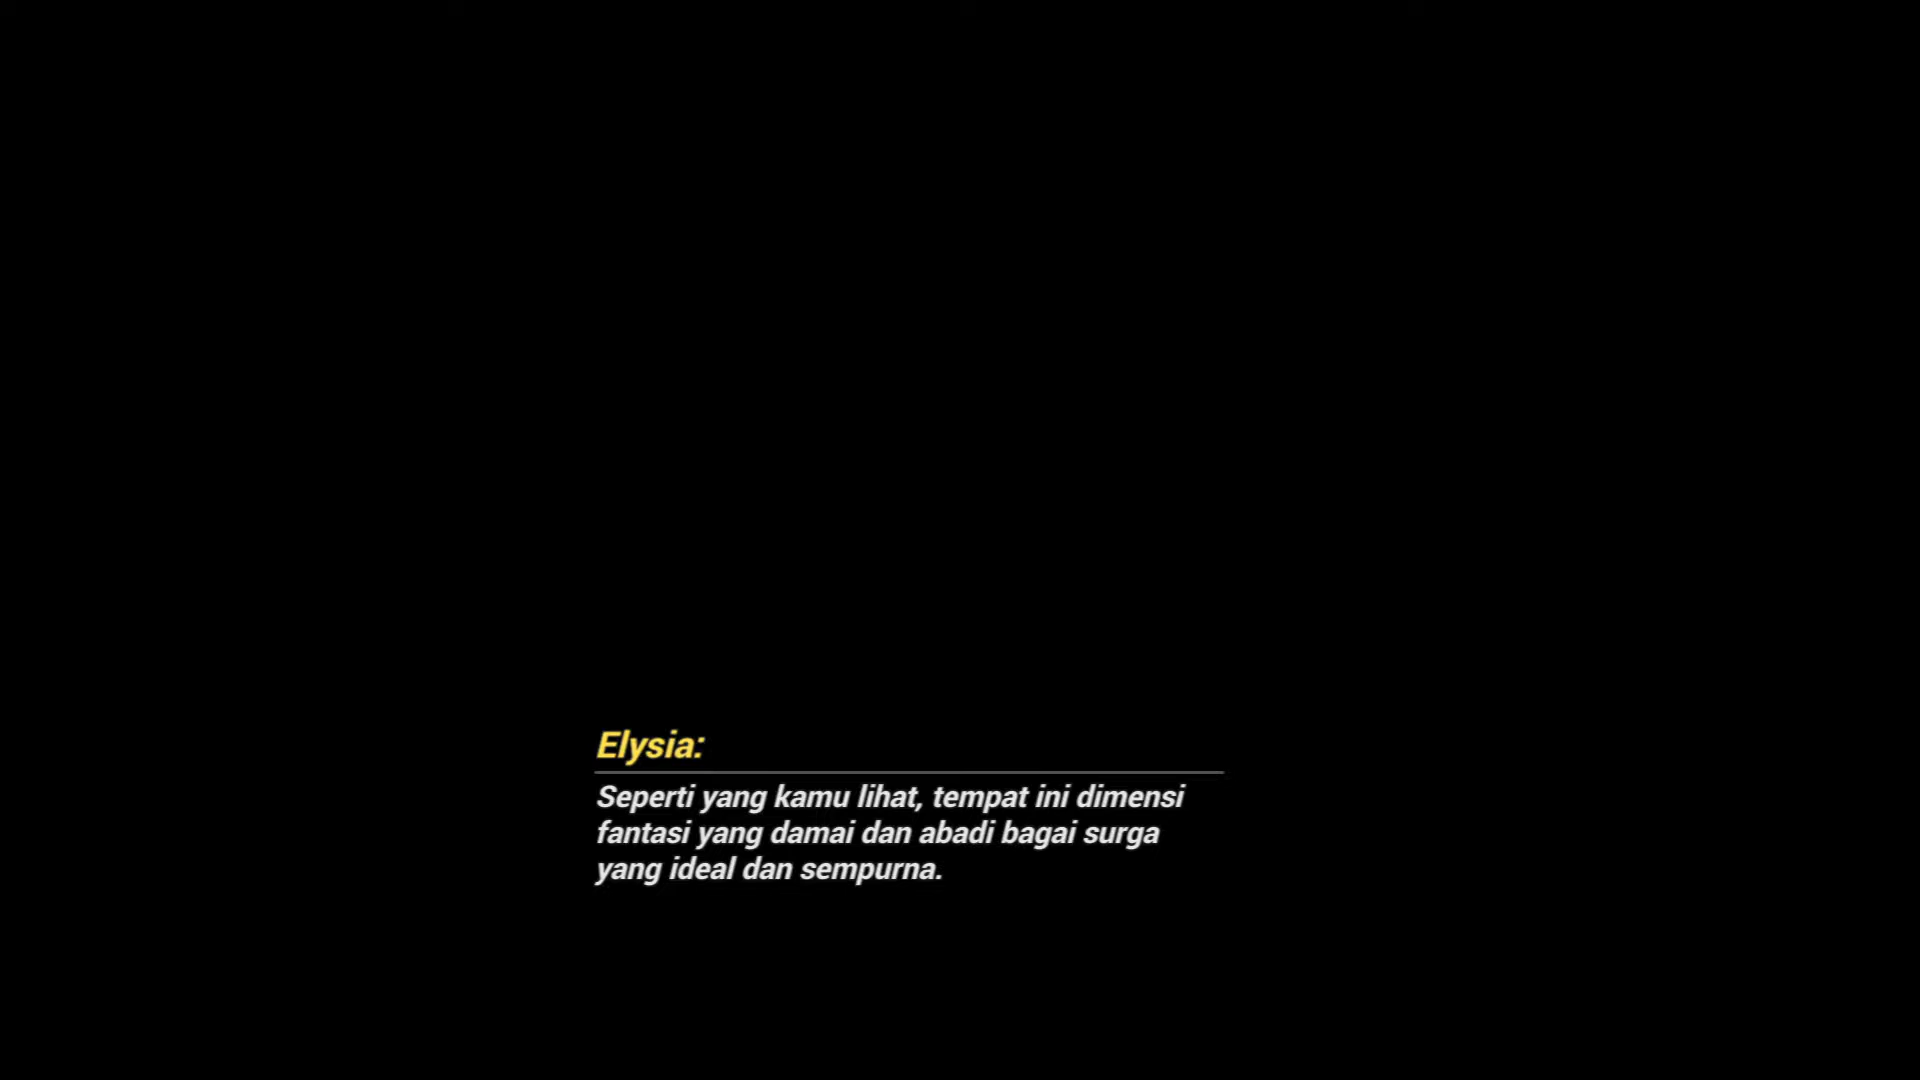 Elysia:
Seperti yang kamu lihat, tempat ini dimensi
fantasi yang damai dan abadi bagai surga
yang ideal dan sempurna.